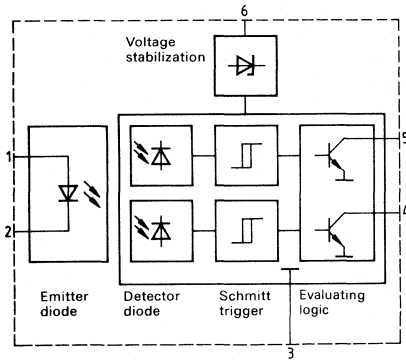 6
Voltage
stabilization
1
5
2
4
Emitter
diode
Detector
diode
Schmitt
trigger
Evaluating
logic
3